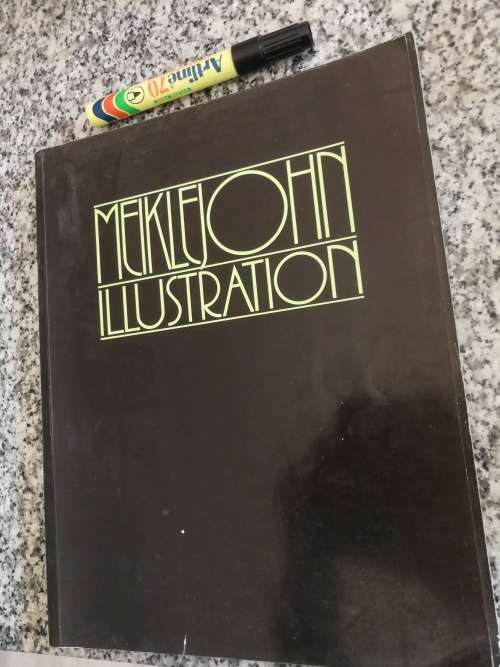 Artline 70
MEIKLEJOHN
ILLUSTRATION